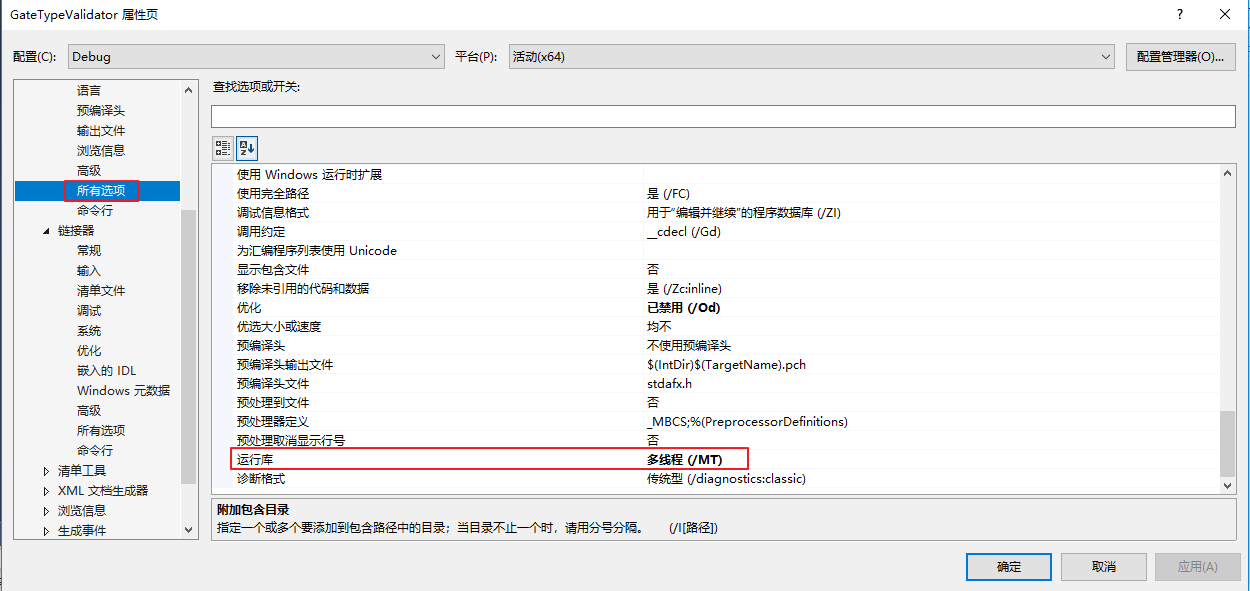 GateTypeValidator 属性页
配置(C): Debug 平台(P): 活动(x64) 配置管理器(O)...
语言
预编译头
输出文件
浏览信息
高级
所有选项
命令行
链接器
常规
输入
清单文件
调试
系统
优化
嵌入的 IDL
Windows 元数据
高级
所有选项
命令行
清单工具
XML 文档生成器
浏览信息
生成事件
查找选项或开关:
使用 Windows 运行时扩展
使用完全路径 是 (/FC)
调试信息格式 用于“编辑并继续”的程序数据库 (/ZI)
调用约定 __cdecl (/Gd)
为汇编程序列表使用 Unicode
显示包含文件 否
移除未引用的代码和数据 是 (/Zc:inline)
优化 已禁用 (/Od)
优选大小或速度 均不
预编译头 不使用预编译头
预编译头输出文件 $(IntDir)$(TargetName).pch
预编译头文件 stdafx.h
预处理到文件 否
预处理器定义 _MBCS;%(PreprocessorDefinitions)
预处理取消显示行号 否
运行库 多线程 (/MT)
诊断格式 传统型 (/diagnostics:classic)
附加包含目录
指定一个或多个要添加到包含路径中的目录；当目录不止一个时，请用分号分隔。 (/I[路径])
确定 取消 应用(A)